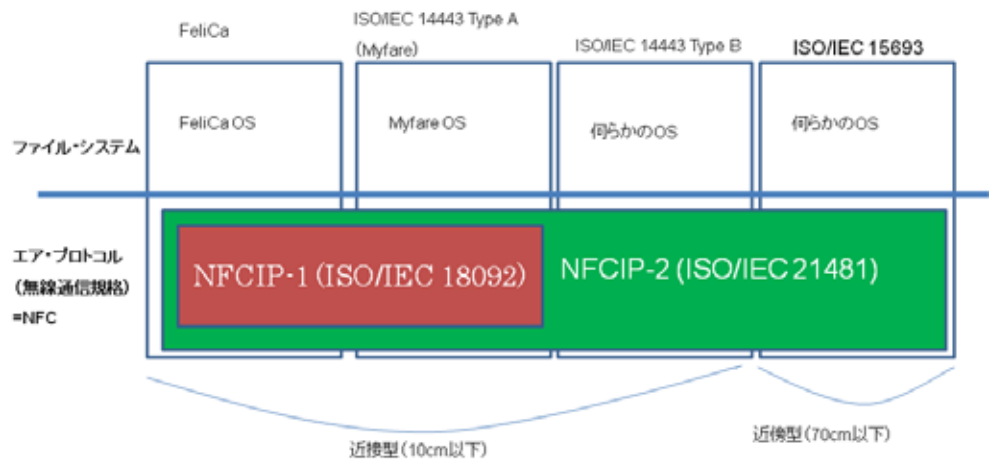 FeliCa
ISO/IEC 14443 Type A
(Myfare)
ISO/IEC 14443 Type B
ISO/IEC 15693
ファイル・システム
FeliCa OS
Myfare OS
何らかのOS
何らかのOS
エア・プロトコル
(無線通信規格)
=NFC
NFCIP-1 (ISO/IEC 18092)
NFCIP-2 (ISO/IEC 21481)
近接型(10cm以下)
近傍型(70cm以下)